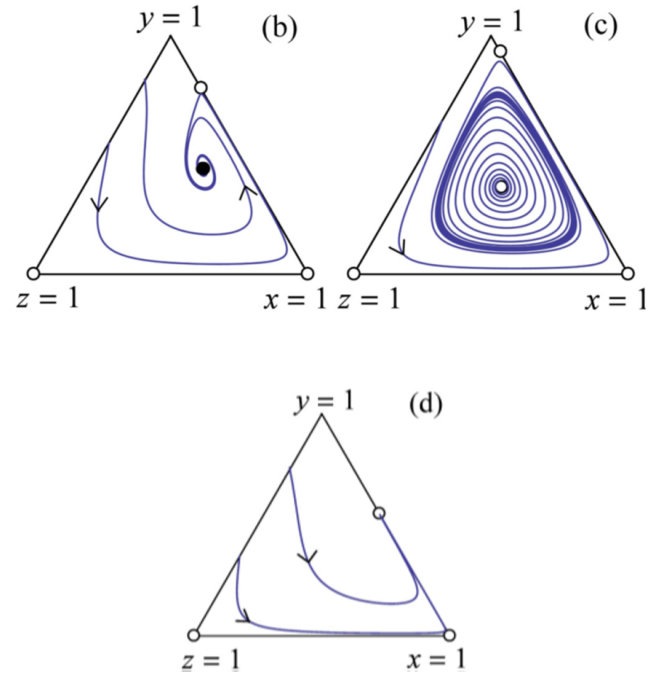 y = 1 (b) y = 1 (c)
z = 1 x = 1 z = 1 x = 1
y = 1 (d)
z = 1 x = 1